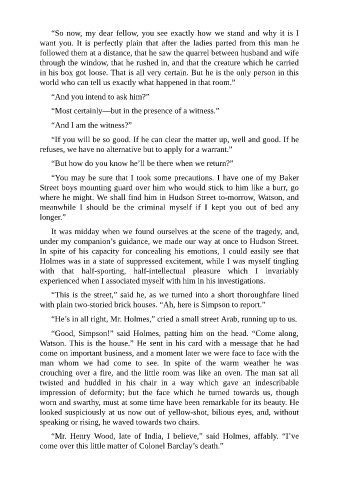 “So now, my dear fellow, you see exactly how we stand and why it is I
want you. It is perfectly plain that after the ladies parted from this man he
followed them at a distance, that he saw the quarrel between husband and wife
through the window, that he rushed in, and that the creature which he carried
in his box got loose. That is all very certain. But he is the only person in this
world who can tell us exactly what happened in that room.”
“And you intend to ask him?”
“Most certainly—but in the presence of a witness.”
“And I am the witness?”
“If you will be so good. If he can clear the matter up, well and good. If he
refuses, we have no alternative but to apply for a warrant.”
“But how do you know he’ll be there when we return?”
“You may be sure that I took some precautions. I have one of my Baker
Street boys mounting guard over him who would stick to him like a burr, go
where he might. We shall find him in Hudson Street to-morrow, Watson, and
meanwhile I should be the criminal myself if I kept you out of bed any
longer.”
It was midday when we found ourselves at the scene of the tragedy, and,
under my companion’s guidance, we made our way at once to Hudson Street.
In spite of his capacity for concealing his emotions, I could easily see that
Holmes was in a state of suppressed excitement, while I was myself tingling
with that half-sporting, half-intellectual pleasure which I invariably
experienced when I associated myself with him in his investigations.
“This is the street,” said he, as we turned into a short thoroughfare lined
with plain two-storied brick houses. “Ah, here is Simpson to report.”
“He’s in all right, Mr. Holmes,” cried a small street Arab, running up to us.
“Good, Simpson!” said Holmes, patting him on the head. “Come along,
Watson. This is the house.” He sent in his card with a message that he had
come on important business, and a moment later we were face to face with the
man whom we had come to see. In spite of the warm weather he was
crouching over a fire, and the little room was like an oven. The man sat all
twisted and huddled in his chair in a way which gave an indescribable
impression of deformity; but the face which he turned towards us, though
worn and swarthy, must at some time have been remarkable for its beauty. He
looked suspiciously at us now out of yellow-shot, bilious eyes, and, without
speaking or rising, he waved towards two chairs.
“Mr. Henry Wood, late of India, I believe,” said Holmes, affably. “I’ve
come over this little matter of Colonel Barclay’s death.”